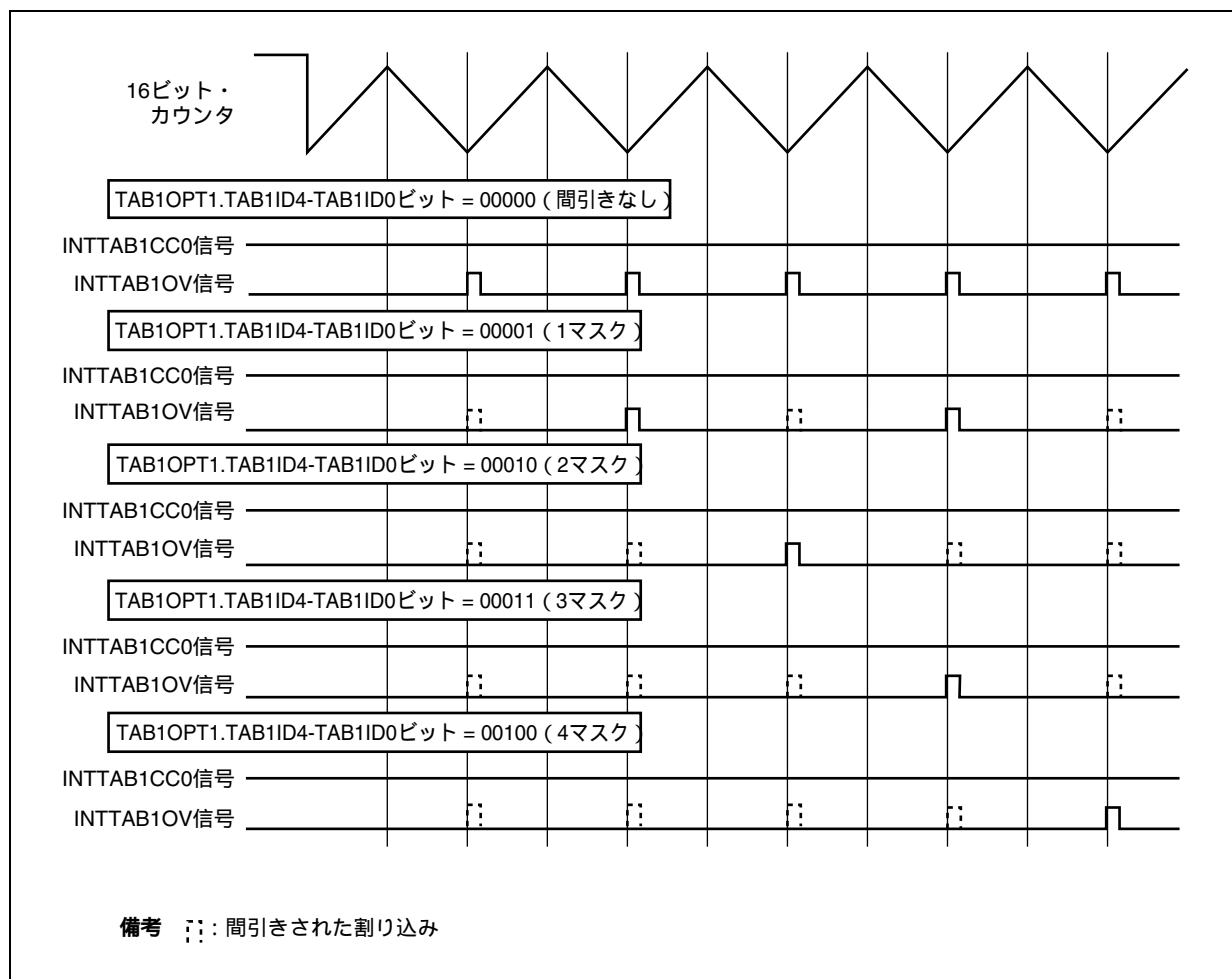 16ビット・
カウンタ
TAB1OPT1.TAB1ID4-TAB1ID0ビット = 00000（間引きなし）
INTTAB1CC0信号
INTTAB1OV信号
TAB1OPT1.TAB1ID4-TAB1ID0ビット = 00001（1マスク）
INTTAB1CC0信号
INTTAB1OV信号
TAB1OPT1.TAB1ID4-TAB1ID0ビット = 00010（2マスク）
INTTAB1CC0信号
INTTAB1OV信号
TAB1OPT1.TAB1ID4-TAB1ID0ビット = 00011（3マスク）
INTTAB1CC0信号
INTTAB1OV信号
TAB1OPT1.TAB1ID4-TAB1ID0ビット = 00100（4マスク）
INTTAB1CC0信号
INTTAB1OV信号
備考 : 間引きされた割り込み